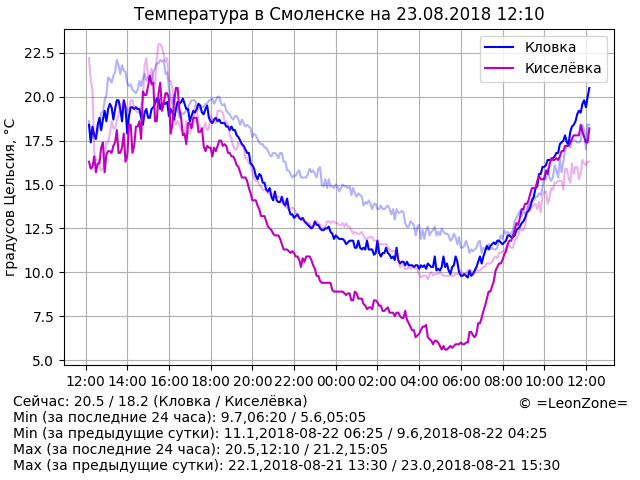 Температура в Смоленске на 23.08.2018 12:10
Кловка
Киселёвка
градусов Цельсия, °C
22.5
20.0
17.5
15.0
12.5
10.0
7.5
5.0
12:00 14:00 16:00 18:00 20:00 22:00 00:00 02:00 04:00 06:00 08:00 10:00 12:00
Сейчас: 20.5 / 18.2 (Кловка / Киселёвка)
© =LeonZone=
Min (за последние 24 часа): 9.7,06:20 / 5.6,05:05
Min (за предыдущие сутки): 11.1,2018-08-22 06:25 / 9.6,2018-08-22 04:25
Max (за последние 24 часа): 20.5,12:10 / 21.2,15:05
Max (за предыдущие сутки): 22.1,2018-08-21 13:30 / 23.0,2018-08-21 15:30